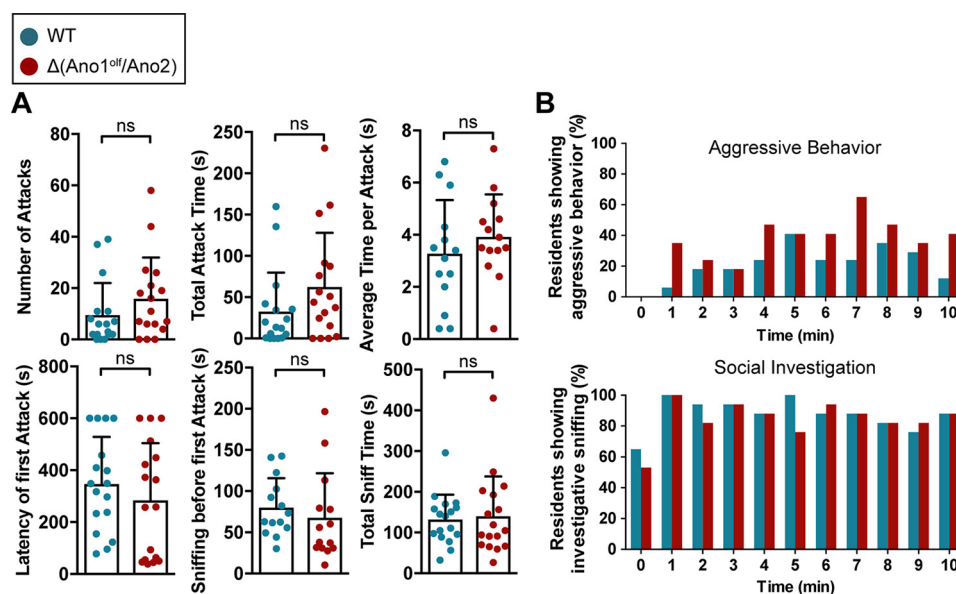 WT
Δ(Ano1olf/Ano2)
A
Number of Attacks
80
60
40
20
0
ns
Total Attack Time (s)
250
200
150
100
50
0
ns
Average Time per Attack (s)
8
6
4
2
0
ns
Latency of first Attack (s)
800
600
400
200
0
ns
Sniffing before first Attack (s)
250
200
150
100
50
0
ns
Total Sniff Time (s)
500
400
300
200
100
0
ns
B
Aggressive Behavior
Residents showing
aggressive behavior (%)
100
80
60
40
20
0 1 2 3 4 5 6 7 8 9 10
Time (min)
Social Investigation
Residents showing
investigative sniffing (%)
100
80
60
40
20
0
0 1 2 3 4 5 6 7 8 9 10
Time (min)